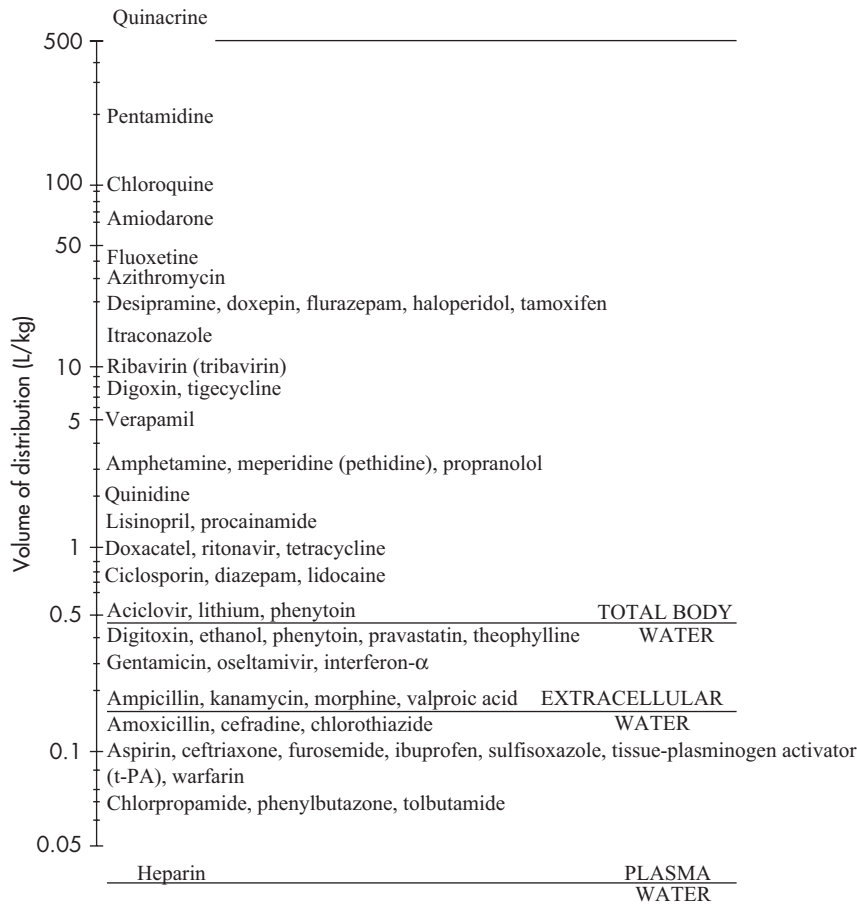 Quinacrine
500
Pentamidine
100
Chloroquine
Amiodarone
50
Fluoxetine
Azithromycin
Desipramine, doxepin, flurazepam, haloperidol, tamoxifen
Itraconazole
10
Ribavirin (tribavirin)
Digoxin, tigecycline
5
Verapamil
Amphetamine, meperidine (pethidine), propranolol
Quinidine
Lisinopril, procainamide
1
Doxacatel, ritonavir, tetracycline
Ciclosporin, diazepam, lidocaine
0.5
Aciclovir, lithium, phenytoin TOTAL BODY
Digitoxin, ethanol, phenytoin, pravastatin, theophylline WATER
Gentamicin, oseltamivir, interferon-α
Ampicillin, kanamycin, morphine, valproic acid EXTRACELLULAR
Amoxicillin, cefradine, chlorothiazide WATER
0.1
Aspirin, ceftriaxone, furosemide, ibuprofen, sulfisoxazole, tissue-plasminogen activator
(t-PA), warfarin
Chlorpropamide, phenylbutazone, tolbutamide
0.05
Heparin PLASMA
WATER
Volume of distribution (L/kg)